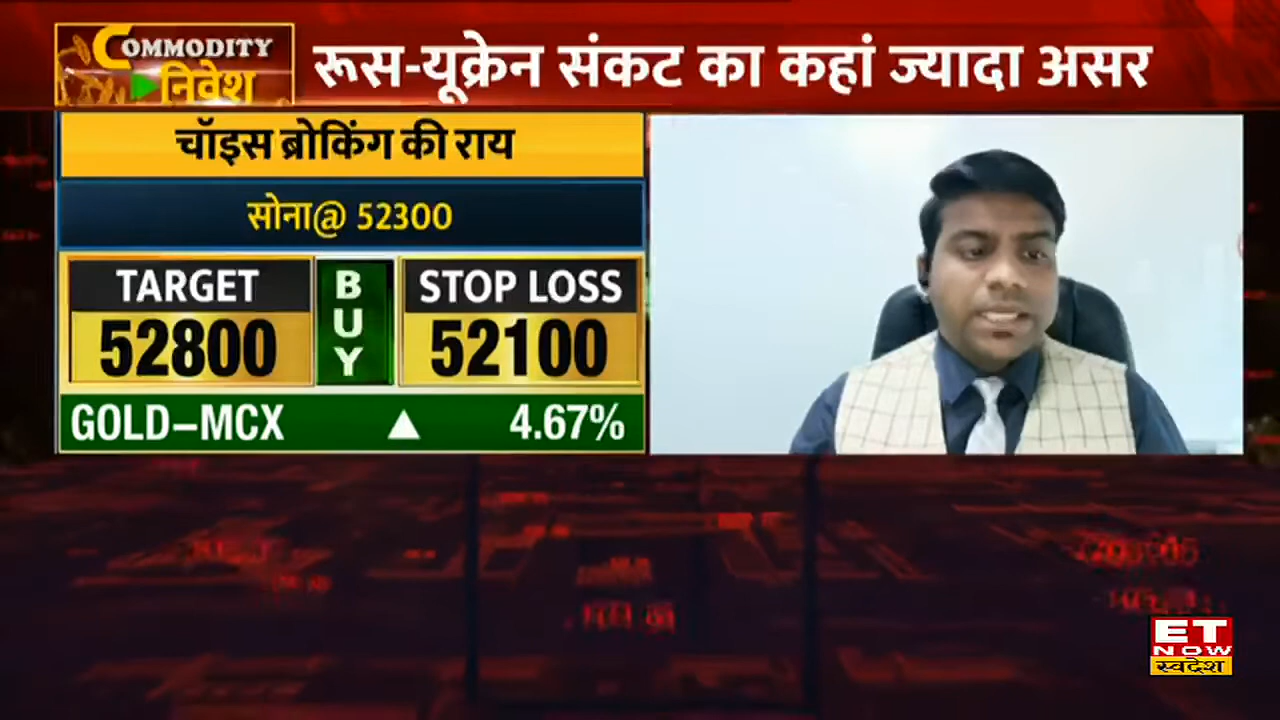 COMMODITY
निवेश
रूस-यूक्रेन संकट का कहां ज्यादा असर
चॉइस ब्रोकिंग की राय
सोना@ 52300
TARGET
52800
BUY
STOP LOSS
52100
GOLD-MCX ▲ 4.67%
ET
NOW
स्वदेश